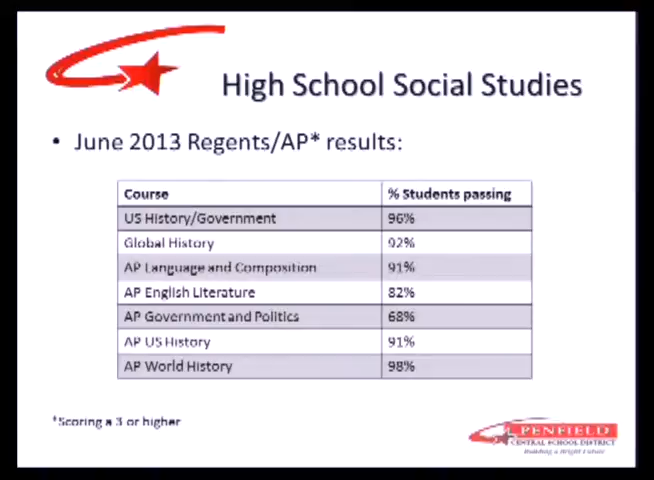 High School Social Studies
• June 2013 Regents/AP* results:
Course % Students passing
US History/Government 96%
Global History 92%
AP Language and Composition 91%
AP English Literature 82%
AP Government and Politics 68%
AP US History 91%
AP World History 98%
*Scoring a 3 or higher
PENFIELD
CENTRAL SCHOOL DISTRICT
Building a Bright Future